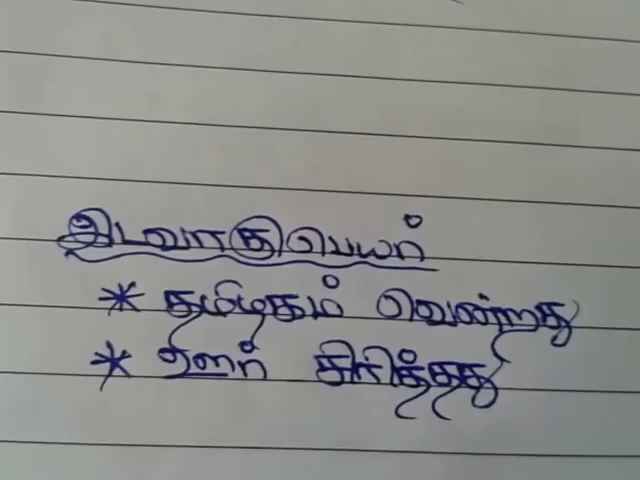 இடவாகுபெயர்
* தமிழகம் வென்றது
* ஊர் சிரித்தது